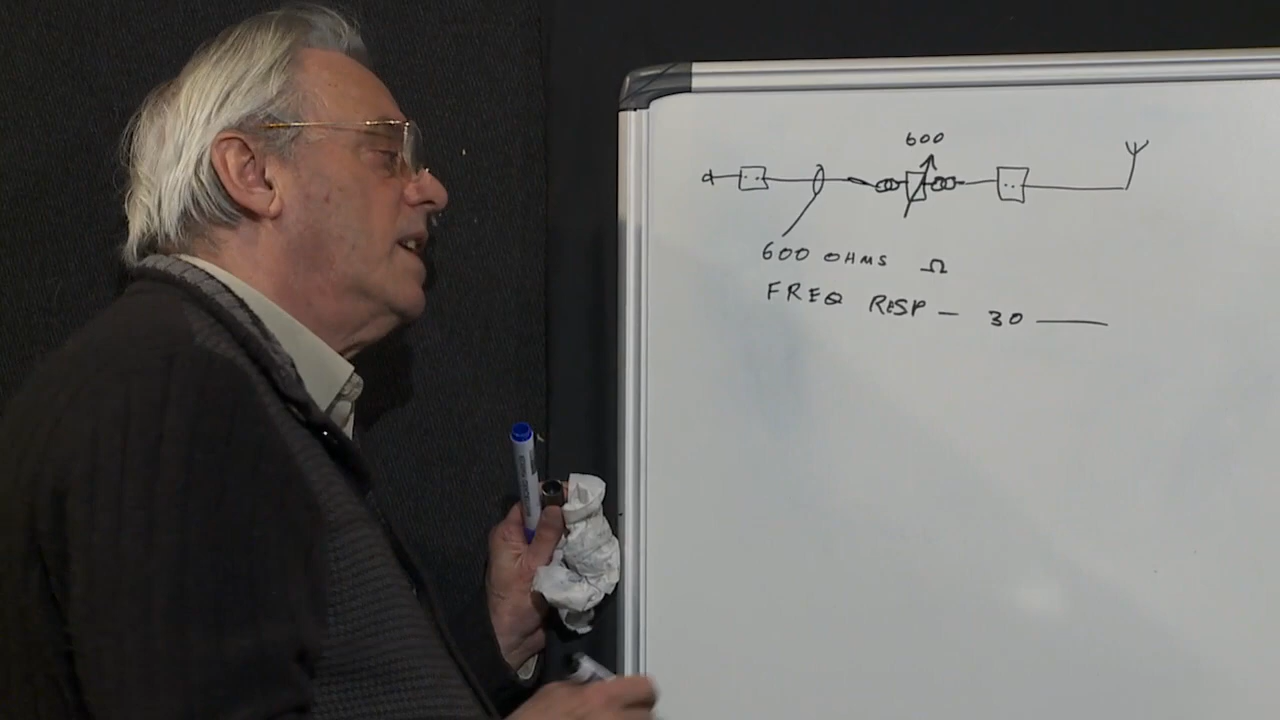 600
600 OHMS Ω
FREQ RESP — 30 ——